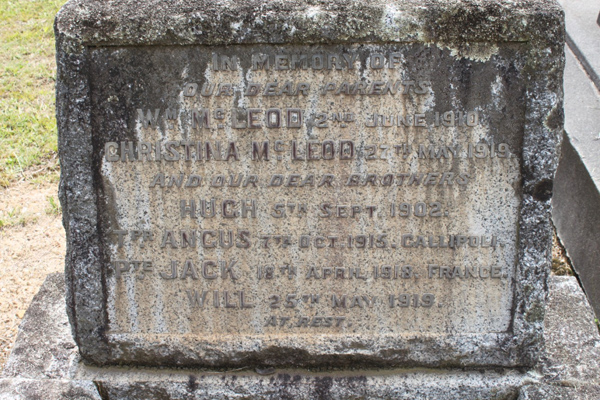 IN MEMORY OF
OUR DEAR PARENTS
Wᴹ McLEOD 2ND JUNE 1910
CHRISTINA McLEOD 27TH MAY 1919.
AND OUR DEAR BROTHERS
HUGH 5TH SEPT. 1902.
TPR ANGUS 7TH OCT. 1915. GALLIPOLI.
PTE JACK 18TH APRIL 1918. FRANCE.
WILL 25TH MAY 1919.
AT REST.